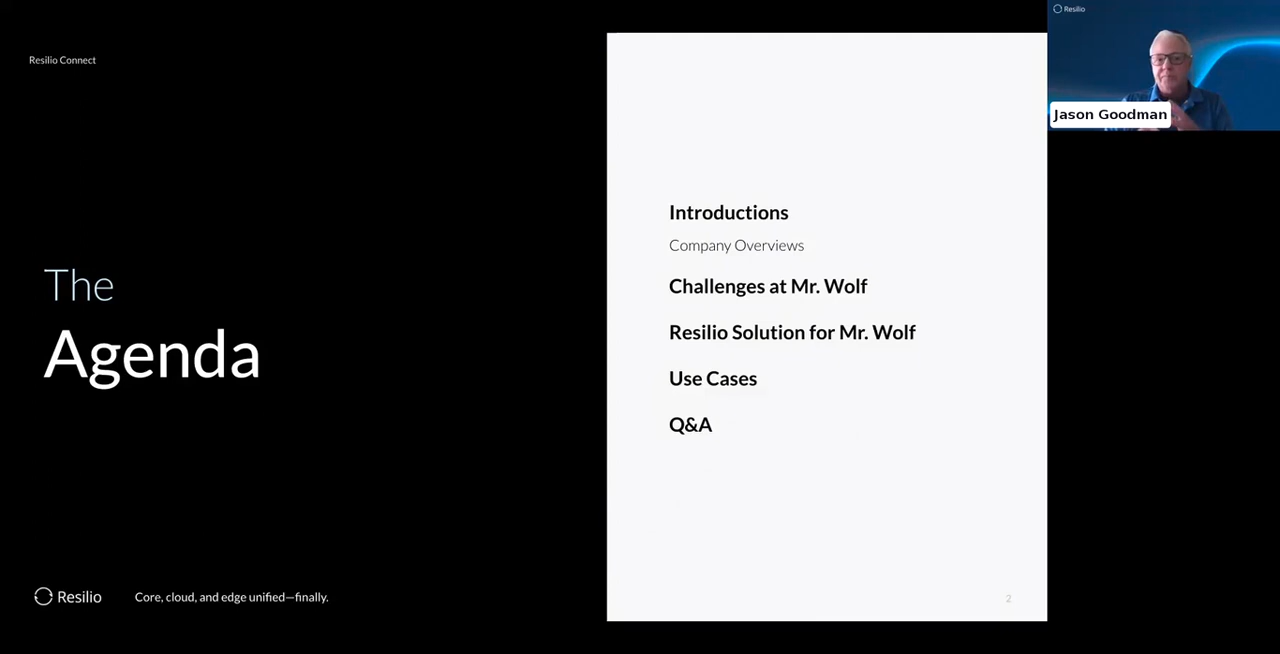 Resilio Connect
The
Agenda
Introductions
Company Overviews
Challenges at Mr. Wolf
Resilio Solution for Mr. Wolf
Use Cases
Q&A
Resilio
Core, cloud, and edge unified—finally.
2
Resilio
Jason Goodman